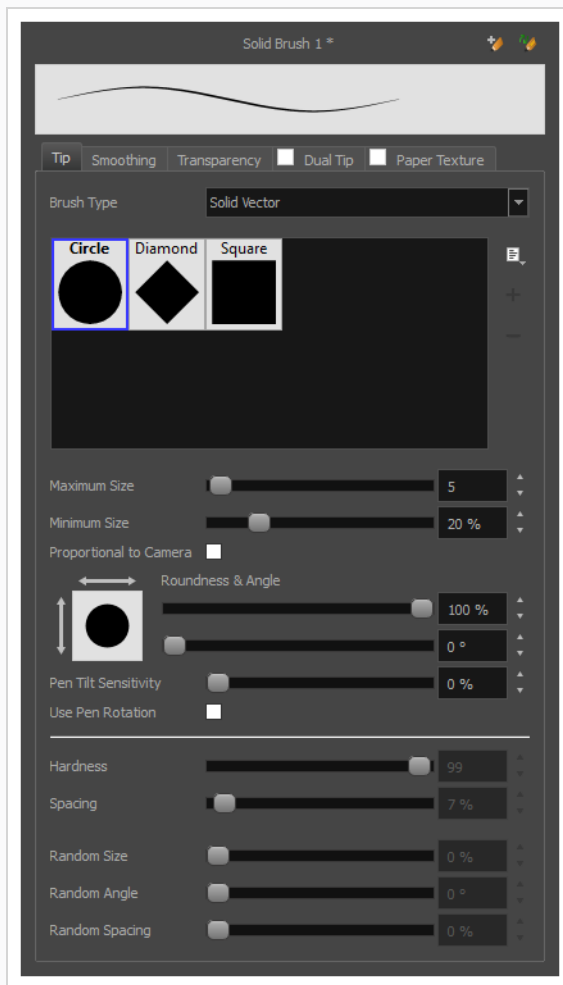 Solid Brush 1 *
Tip Smoothing Transparency Dual Tip Paper Texture
Brush Type Solid Vector
Circle Diamond Square
Maximum Size 5
Minimum Size 20 %
Proportional to Camera
Roundness & Angle
100 %
0 °
Pen Tilt Sensitivity 0 %
Use Pen Rotation
Hardness 99
Spacing 7 %
Random Size 0 %
Random Angle 0 °
Random Spacing 0 %